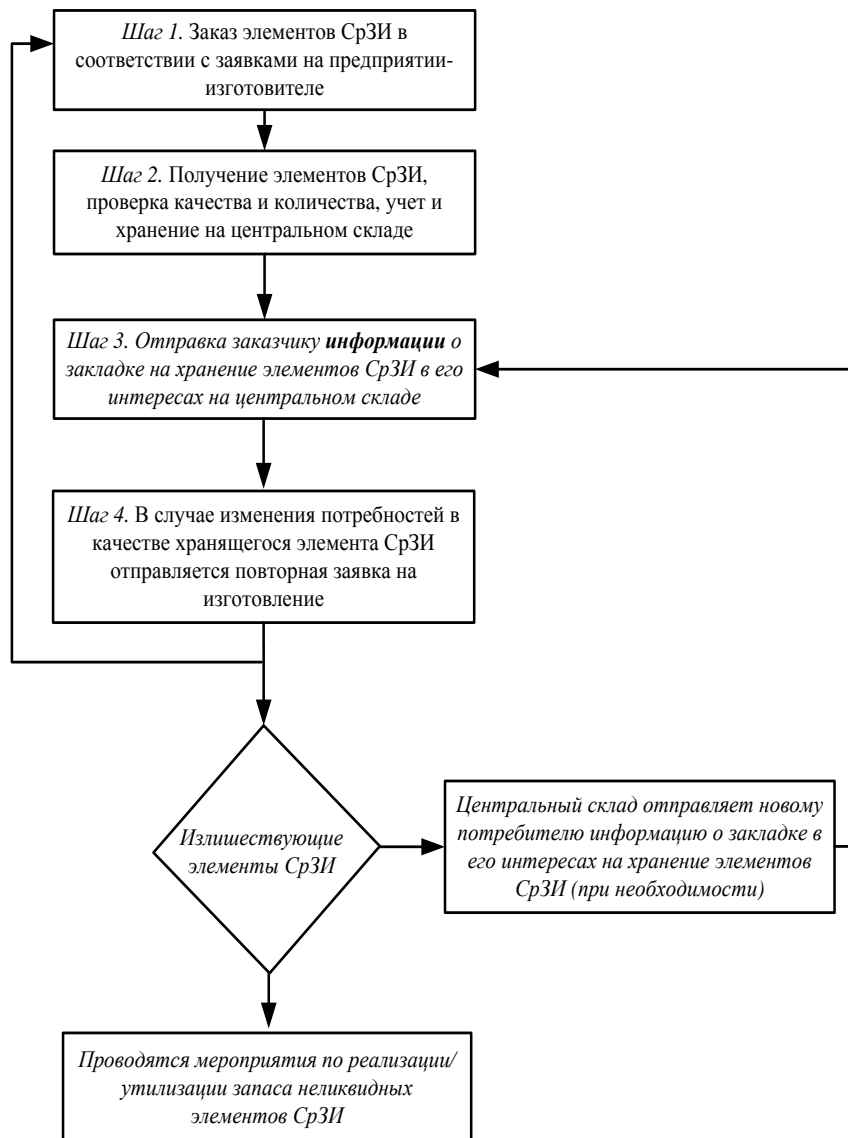 Шаг 1. Заказ элементов СрЗИ в
соответствии с заявками на предприятии-
изготовителе
Шаг 2. Получение элементов СрЗИ,
проверка качества и количества, учет и
хранение на центральном складе
Шаг 3. Отправка заказчику информации о
закладке на хранение элементов СрЗИ в его
интересах на центральном складе
Шаг 4. В случае изменения потребностей в
качестве хранящегося элемента СрЗИ
отправляется повторная заявка на
изготовление
Излишествующие
элементы СрЗИ
Центральный склад отправляет новому
потребителю информацию о закладке в
его интересах на хранение элементов
СрЗИ (при необходимости)
Проводятся мероприятия по реализации/
утилизации запаса неликвидных
элементов СрЗИ